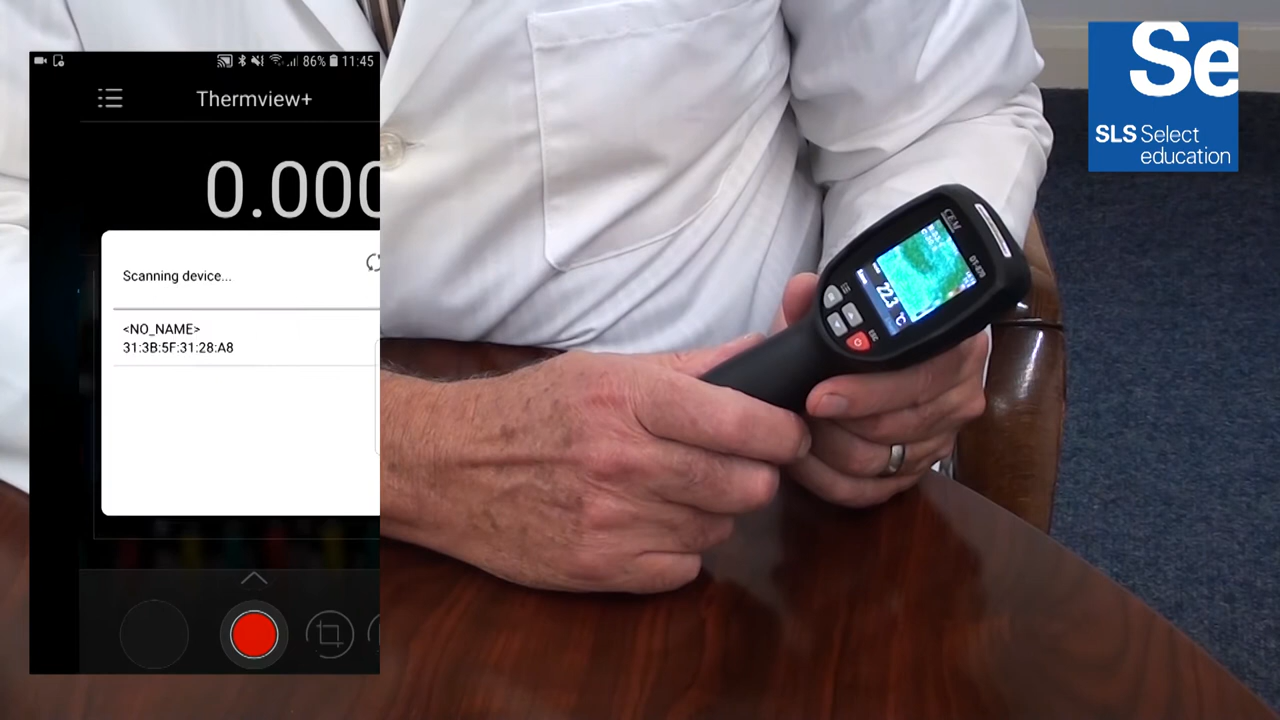 86% 11:45
Thermview+
0.000
Scanning device...
<NO_NAME>
31:3B:5F:31:28:A8
Se
SLS Select
education
CEM
22.3
°C
ESC